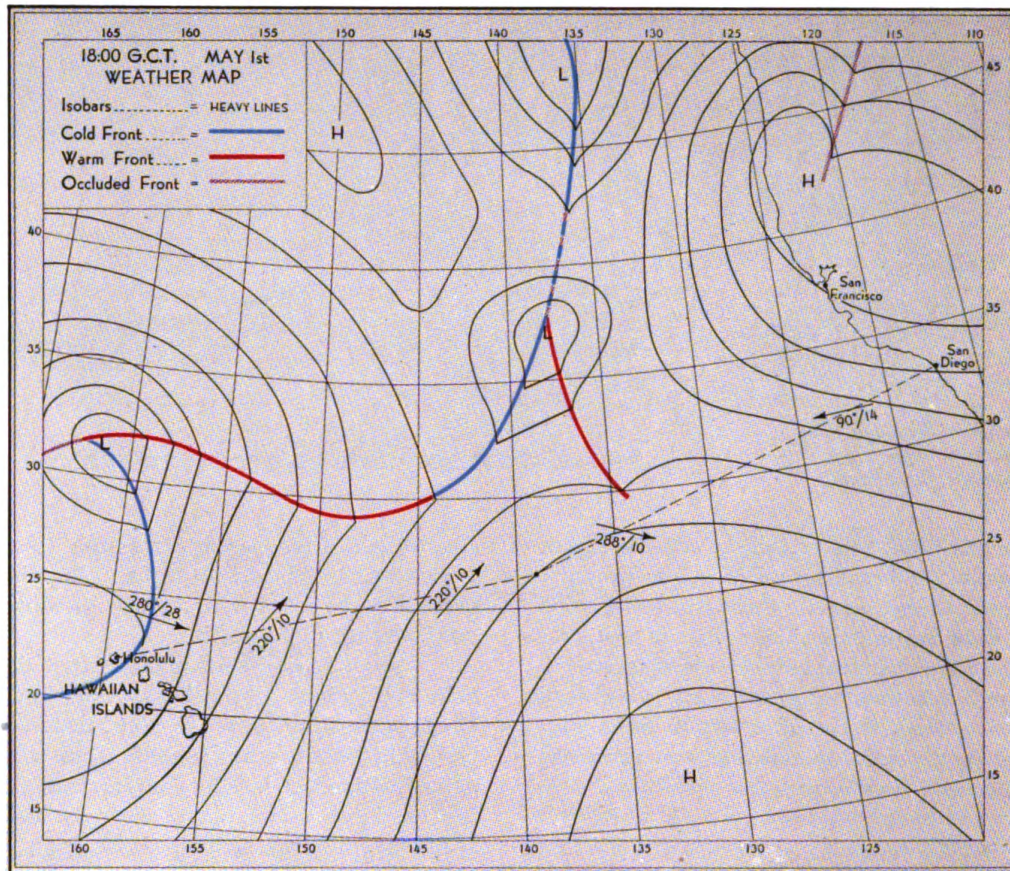 165 160 155 150 145 140 135 130 125 120 115 110
18:00 G.C.T. MAY 1st
WEATHER MAP
Isobars = HEAVY LINES
Cold Front = 
Warm Front = 
Occluded Front = 
H
L
H
45
40
40
35
35
30
30
25
25
20
20
15
15
San
Francisco
San
Diego
L
L
90°/14
288°/10
220°/10
220°/10
280°/28
Honolulu
HAWAIIAN
ISLANDS
H
160 155 150 145 140 135 130 125